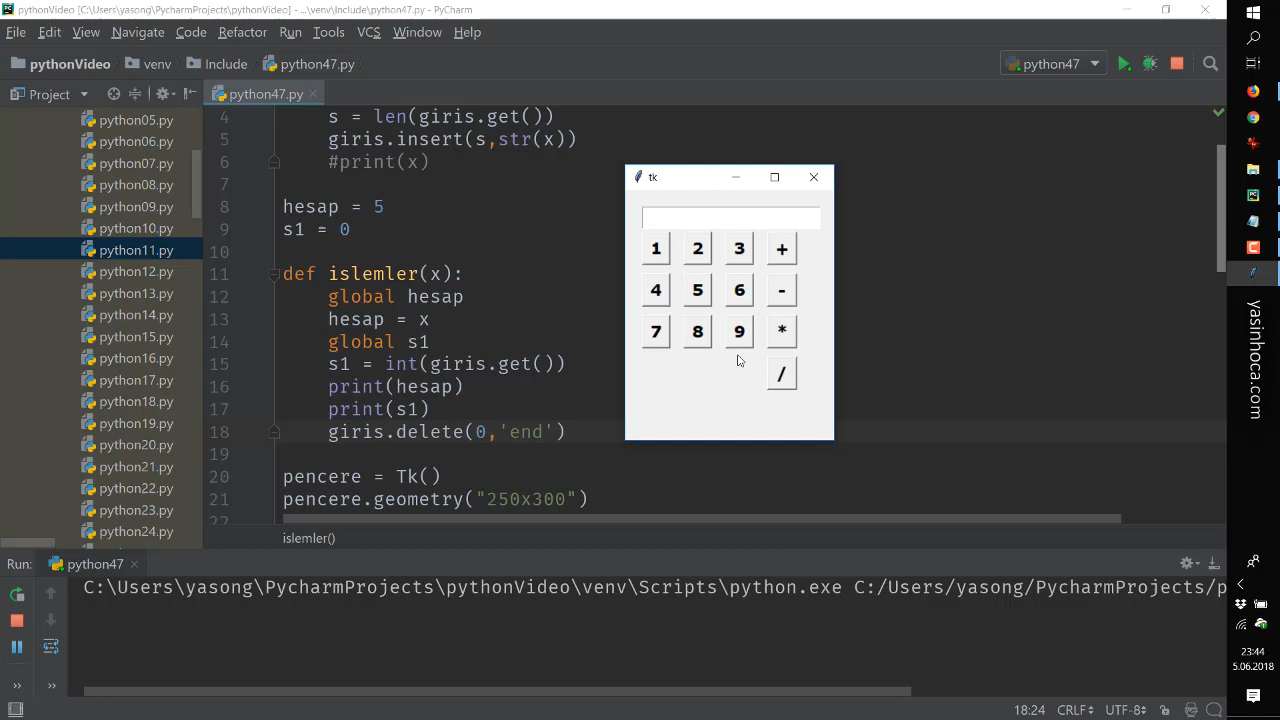 pythonVideo [C:\Users\yasong\PycharmProjects\pythonVideo] - ...\venv\Include\python47.py - PyCharm
File Edit View Navigate Code Refactor Run Tools VCS Window Help
pythonVideo venv Include python47.py python47
Project python47.py
python05.py
python06.py
python07.py
python08.py
python09.py
python10.py
python11.py
python12.py
python13.py
python14.py
python15.py
python16.py
python17.py
python18.py
python19.py
python20.py
python21.py
python22.py
python23.py
python24.py
4 s = len(giris.get())
5 giris.insert(s,str(x))
6 #print(x)
7
8 hesap = 5
9 s1 = 0
10
11 def islemler(x):
12 global hesap
13 hesap = x
14 global s1
15 s1 = int(giris.get())
16 print(hesap)
17 print(s1)
18 giris.delete(0,'end')
19
20 pencere = Tk()
21 pencere.geometry("250x300")
22
islemler()
tk
1 2 3 +
4 5 6 -
7 8 9 *
/
Run: python47
C:\Users\yasong\PycharmProjects\pythonVideo\venv\Scripts\python.exe C:/Users/yasong/PycharmProjects/p
18:24 CRLF UTF-8
yasinhoca.com
23:44
5.06.2018